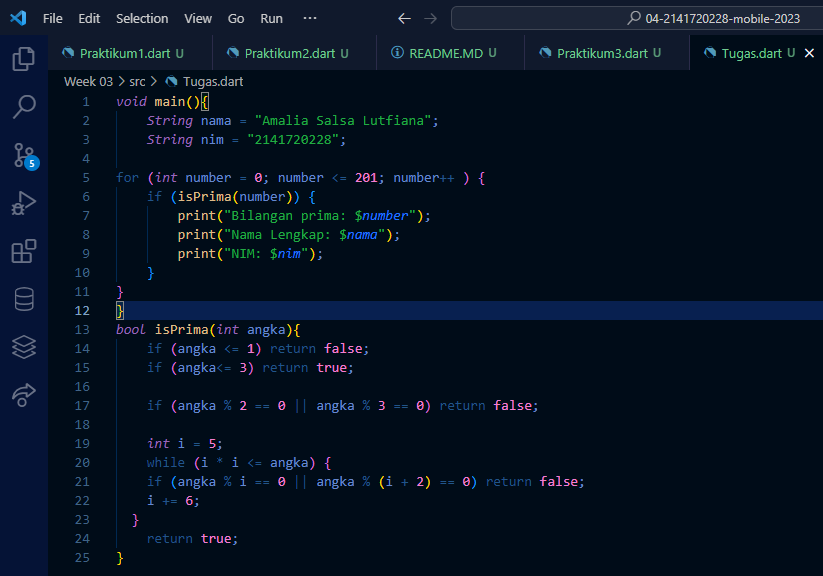 File Edit Selection View Go Run ··· ← → 04-2141720228-mobile-2023
Praktikum1.dart U Praktikum2.dart U README.MD U Praktikum3.dart U Tugas.dart U ×
Week 03 > src > Tugas.dart
5
1 void main(){
2 String nama = "Amalia Salsa Lutfiana";
3 String nim = "2141720228";
4
5 for (int number = 0; number <= 201; number++ ) {
6 if (isPrima(number)) {
7 print("Bilangan prima: $number");
8 print("Nama Lengkap: $nama");
9 print("NIM: $nim");
10 }
11 }
12 }
13 bool isPrima(int angka){
14 if (angka <= 1) return false;
15 if (angka<= 3) return true;
16
17 if (angka % 2 == 0 || angka % 3 == 0) return false;
18
19 int i = 5;
20 while (i * i <= angka) {
21 if (angka % i == 0 || angka % (i + 2) == 0) return false;
22 i += 6;
23 }
24 return true;
25 }